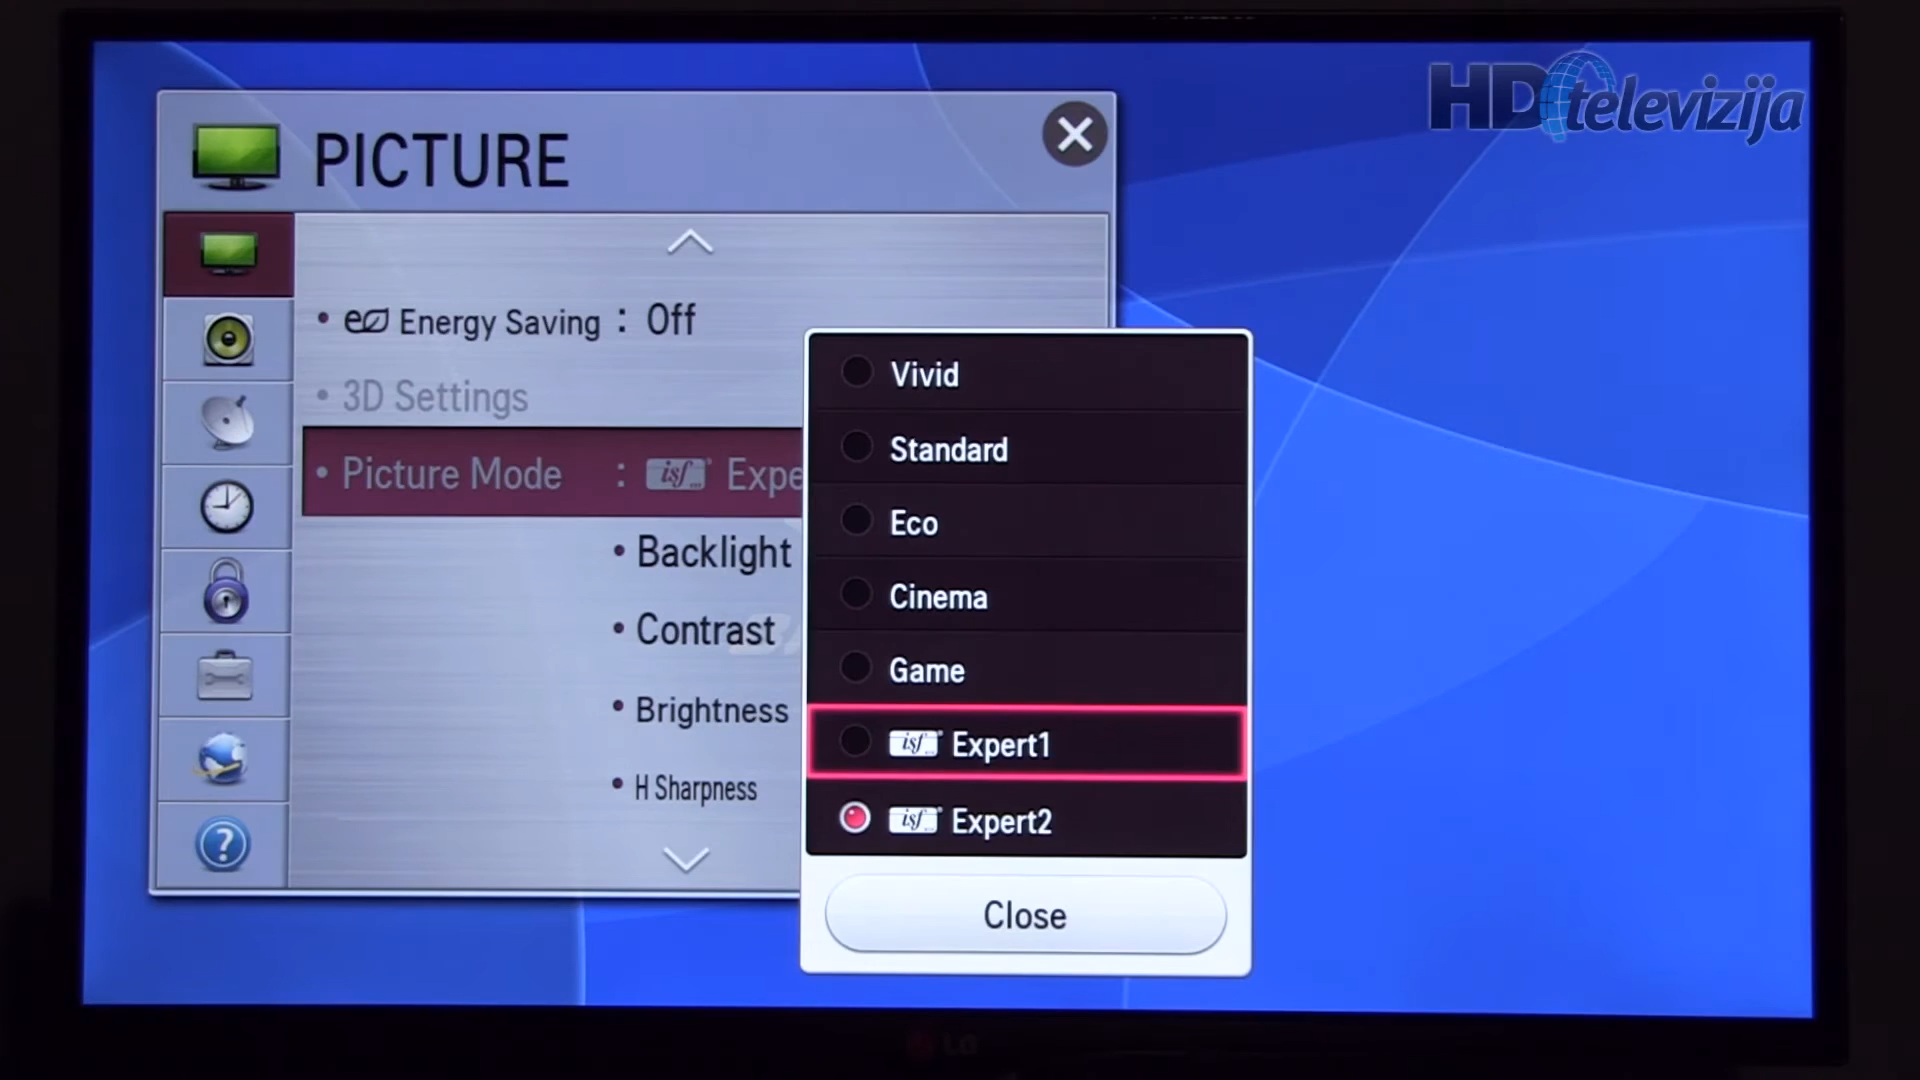 HDtelevizija
PICTURE
Energy Saving : Off
3D Settings
Picture Mode : isf Expe
Backlight
Contrast
Brightness
H Sharpness
Vivid
Standard
Eco
Cinema
Game
isf Expert1
isf Expert2
Close
LG